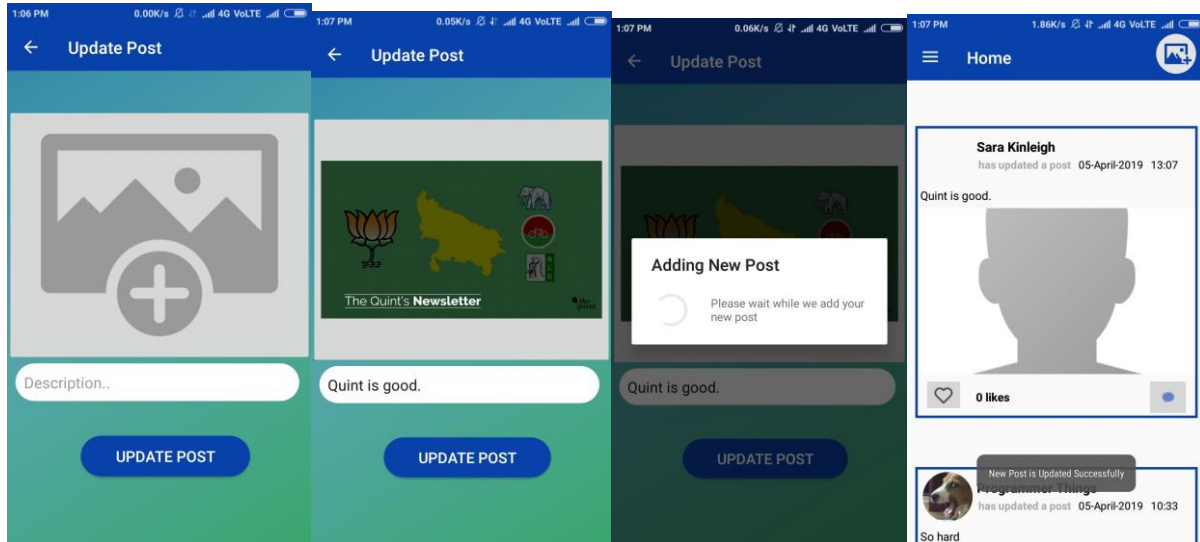 1:06 PM 0.00K/s 4G VoLTE
Update Post
Description..
UPDATE POST
1:07 PM 0.05K/s 4G VoLTE
Update Post
The Quint's Newsletter
the quint
Quint is good.
UPDATE POST
1:07 PM 0.06K/s 4G VoLTE
Update Post
Adding New Post
Please wait while we add your
new post
Quint is good.
UPDATE POST
1:07 PM 1.86K/s 4G VoLTE
Home
Sara Kinleigh
has updated a post 05-April-2019 13:07
Quint is good.
0 likes
New Post is Updated Successfully
Programmer Things
has updated a post 05-April-2019 10:33
So hard